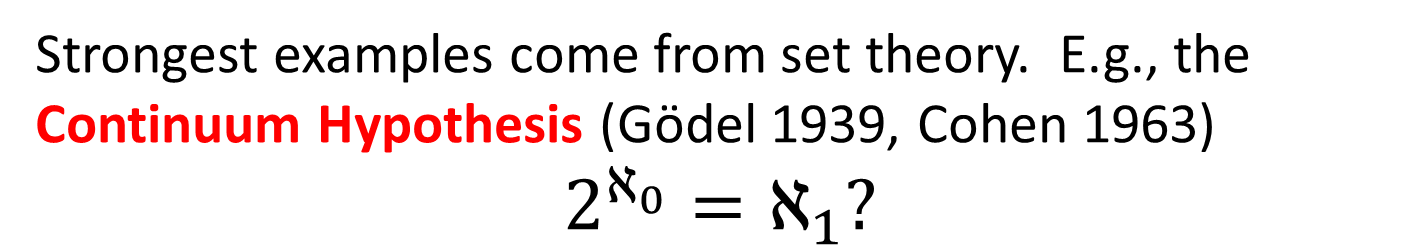 Strongest examples come from set theory.  E.g., the
Continuum Hypothesis (Gödel 1939, Cohen 1963)
2^ℵ₀ = ℵ₁?